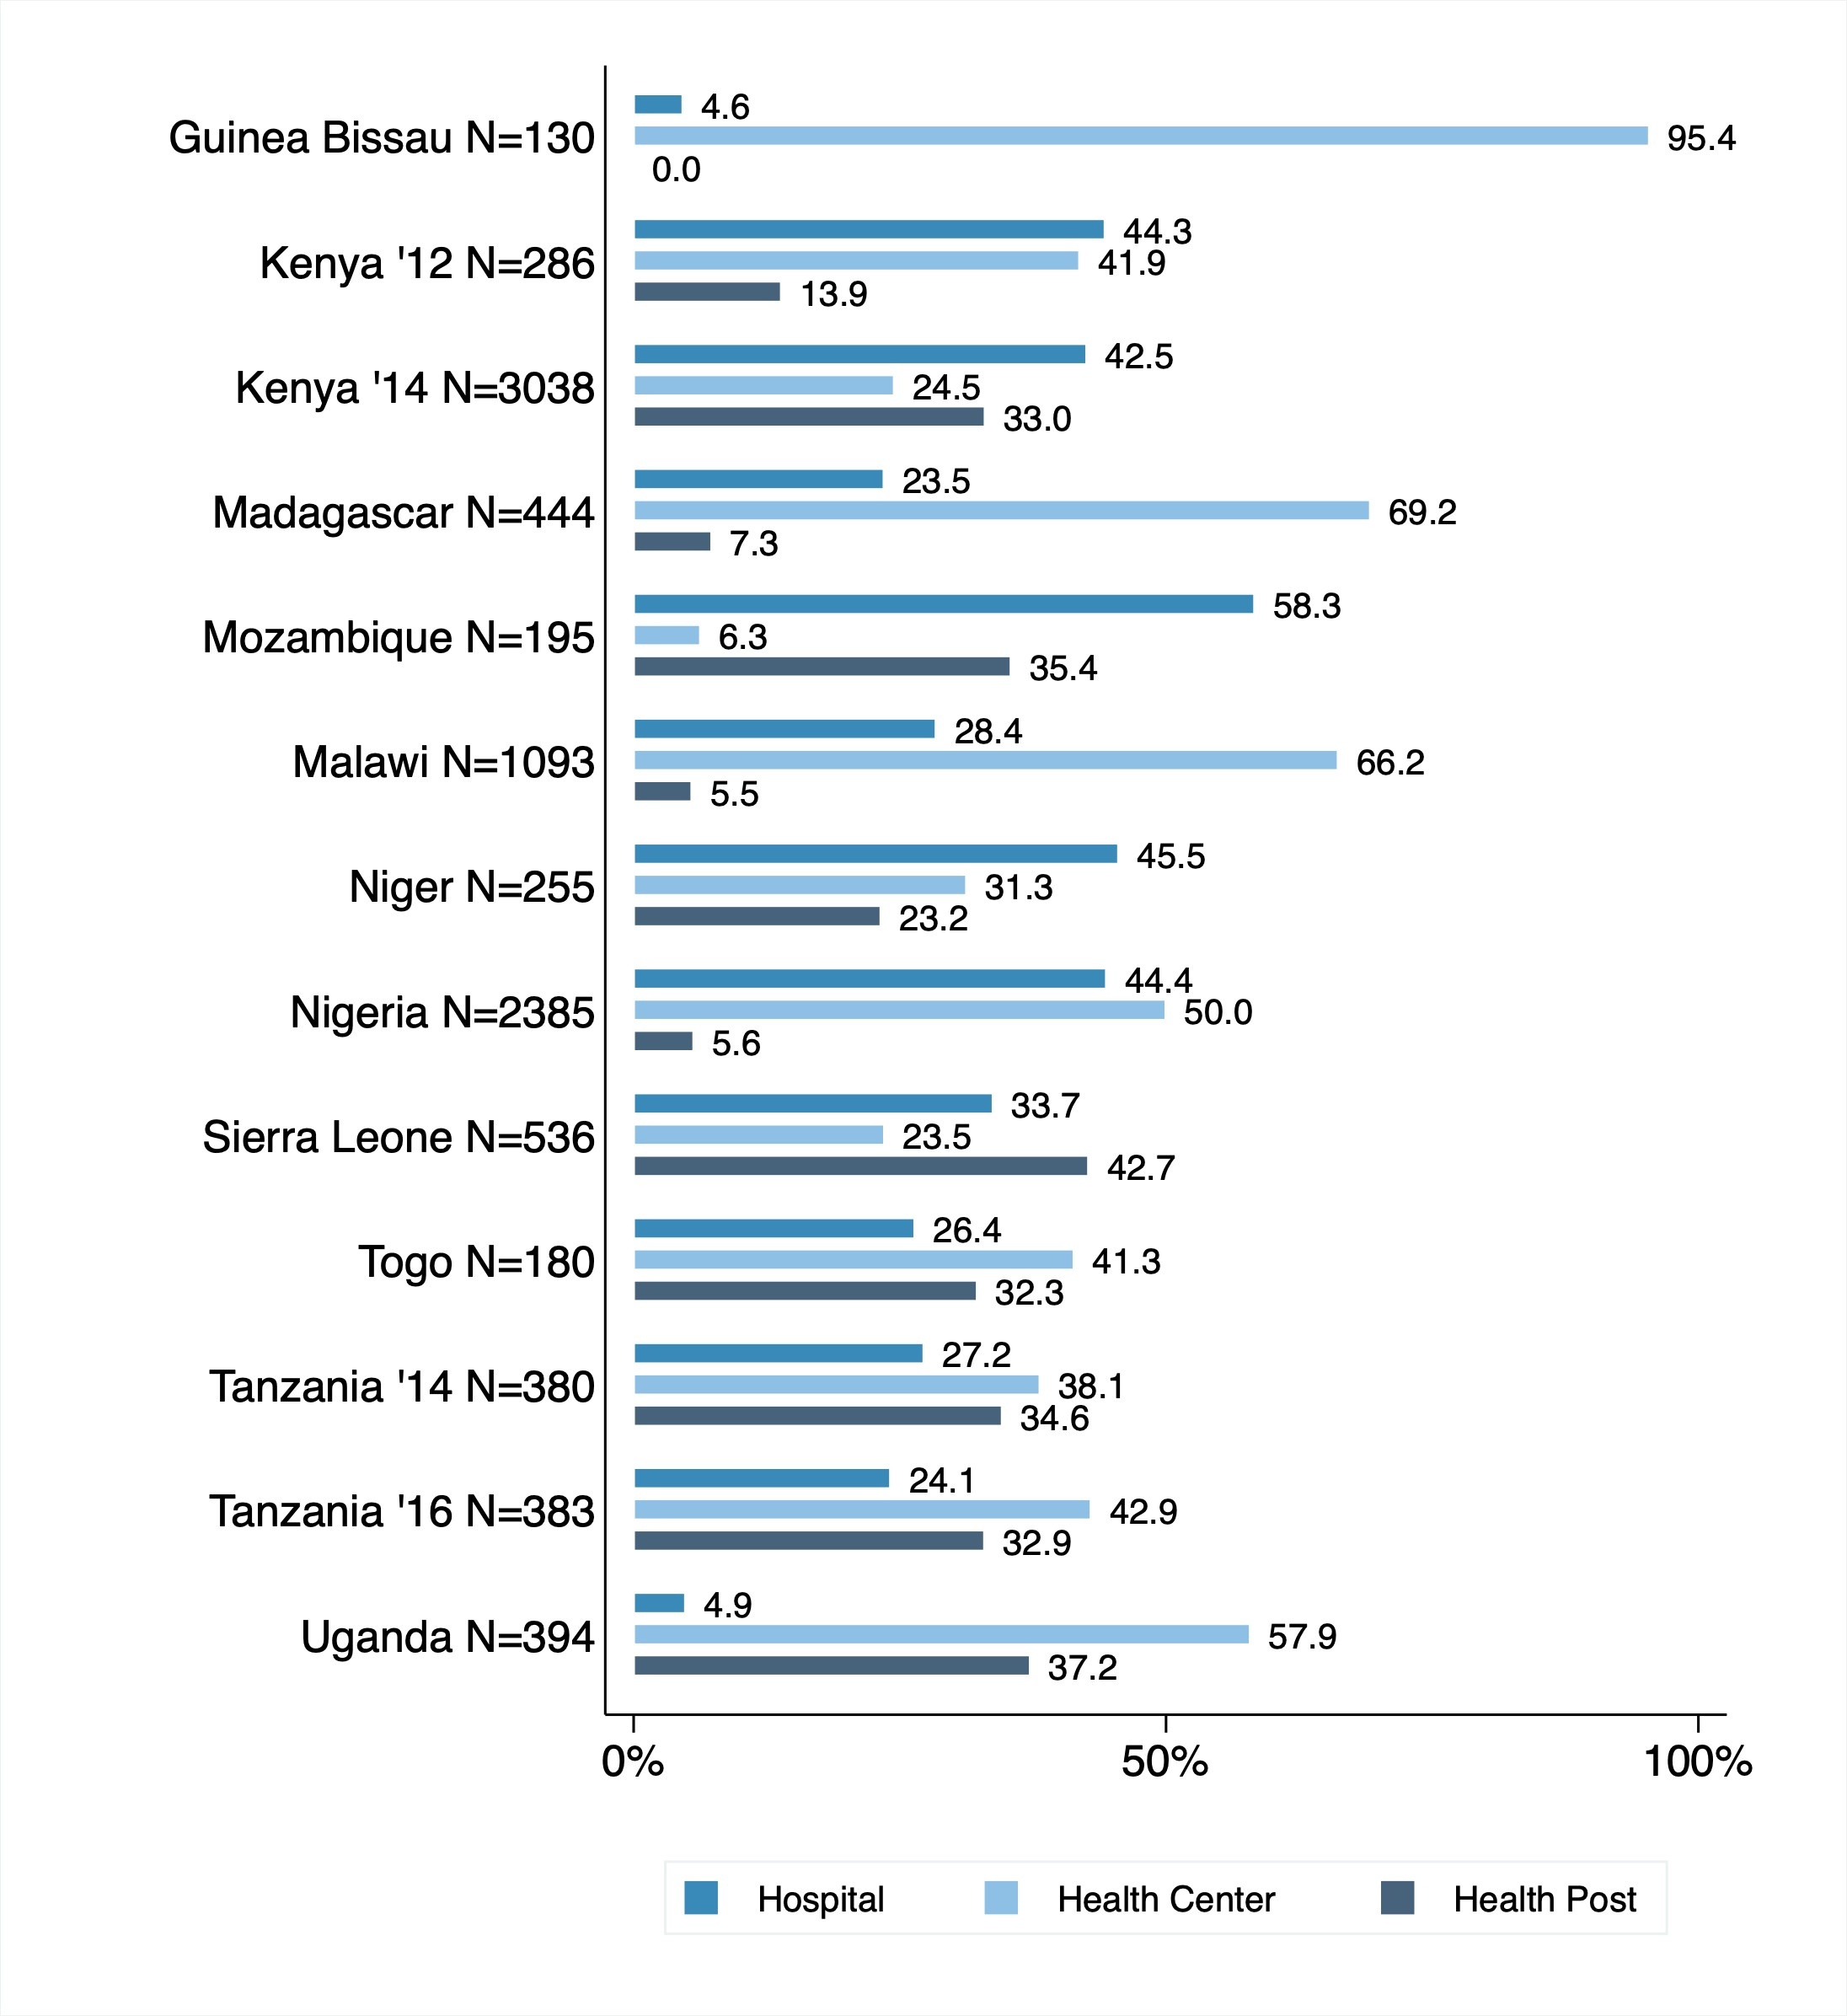 4.6
Guinea Bissau N=130 95.4
0.0
44.3
Kenya '12 N=286 41.9
13.9
42.5
Kenya '14 N=3038 24.5
33.0
23.5
Madagascar N=444 69.2
7.3
58.3
Mozambique N=195 6.3
35.4
28.4
Malawi N=1093 66.2
5.5
45.5
Niger N=255 31.3
23.2
44.4
Nigeria N=2385 50.0
5.6
33.7
Sierra Leone N=536 23.5
42.7
26.4
Togo N=180 41.3
32.3
27.2
Tanzania '14 N=380 38.1
34.6
24.1
Tanzania '16 N=383 42.9
32.9
4.9
Uganda N=394 57.9
37.2
0% 50% 100%
Hospital Health Center Health Post